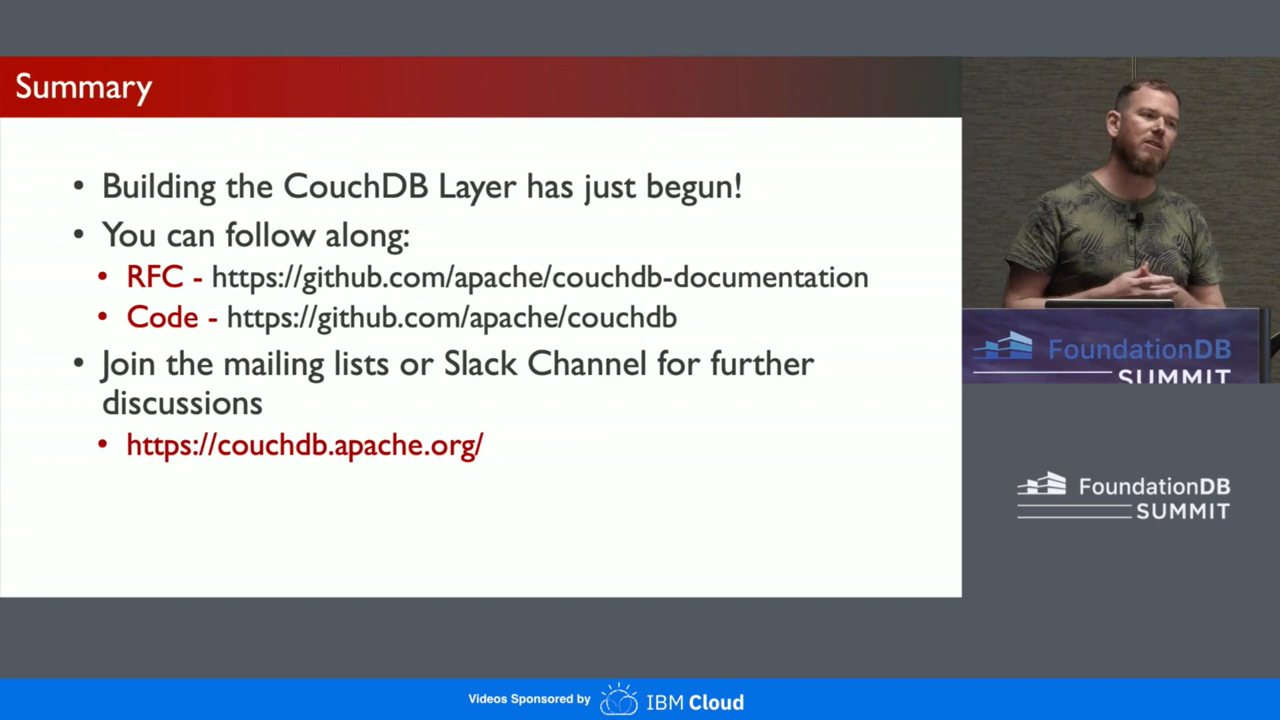 Summary
• Building the CouchDB Layer has just begun!
• You can follow along:
• RFC - https://github.com/apache/couchdb-documentation
• Code - https://github.com/apache/couchdb
• Join the mailing lists or Slack Channel for further
discussions
• https://couchdb.apache.org/
FoundationDB
SUMMIT
FoundationDB
SUMMIT
Videos Sponsored by IBM Cloud